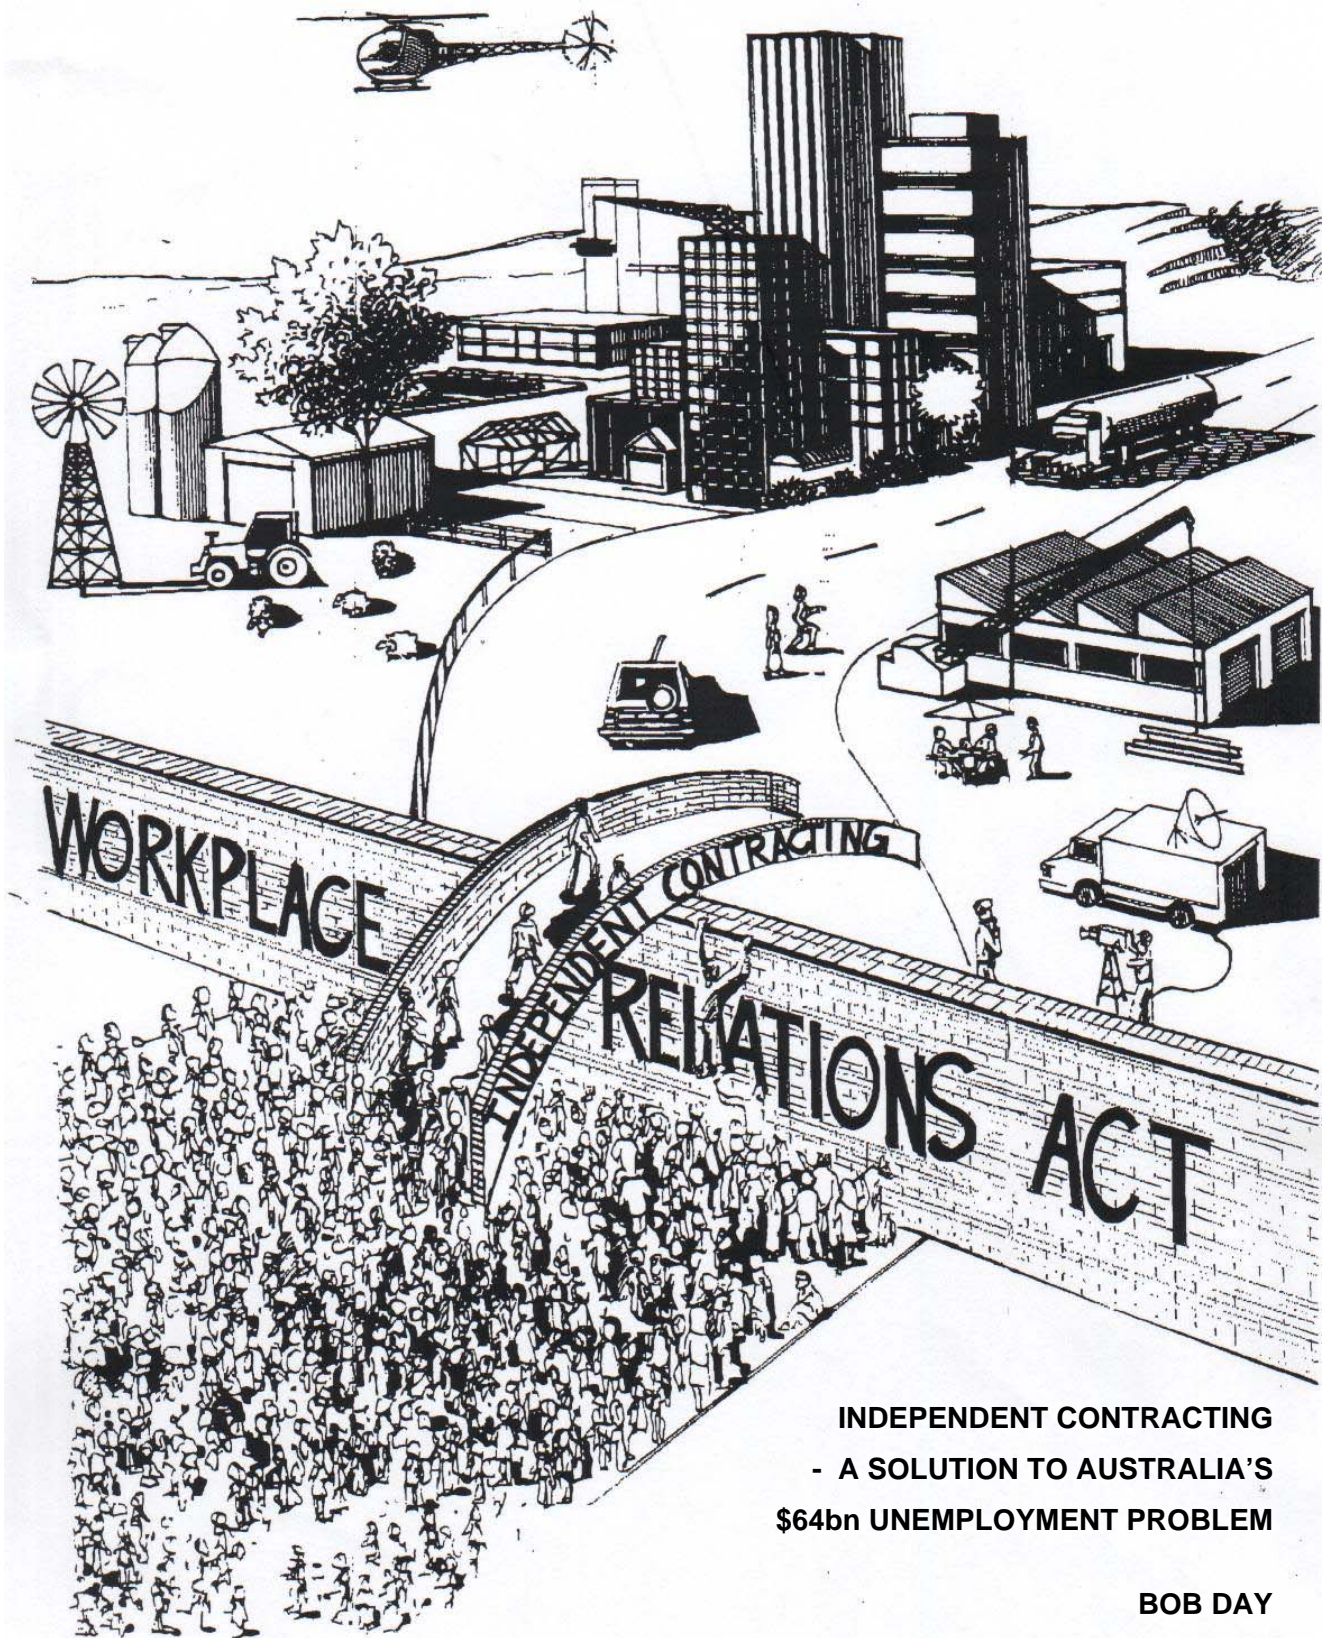 WORKPLACE
RELATIONS ACT
INDEPENDENT CONTRACTING
INDEPENDENT CONTRACTING
- A SOLUTION TO AUSTRALIA'S
$64bn UNEMPLOYMENT PROBLEM
BOB DAY